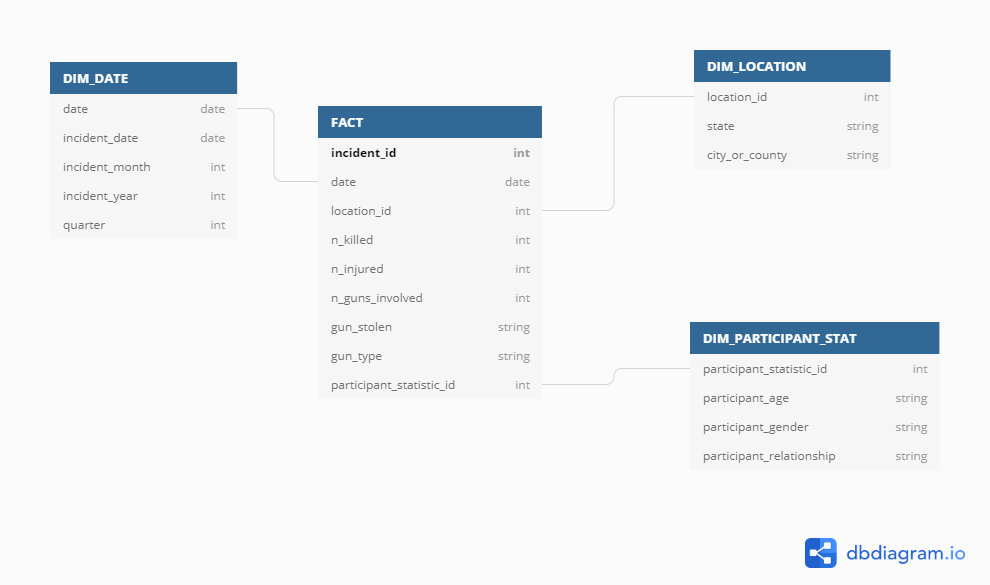 DIM_DATE
date date
incident_date date
incident_month int
incident_year int
quarter int
FACT
incident_id int
date date
location_id int
n_killed int
n_injured int
n_guns_involved int
gun_stolen string
gun_type string
participant_statistic_id int
DIM_LOCATION
location_id int
state string
city_or_county string
DIM_PARTICIPANT_STAT
participant_statistic_id int
participant_age string
participant_gender string
participant_relationship string
dbdiagram.io